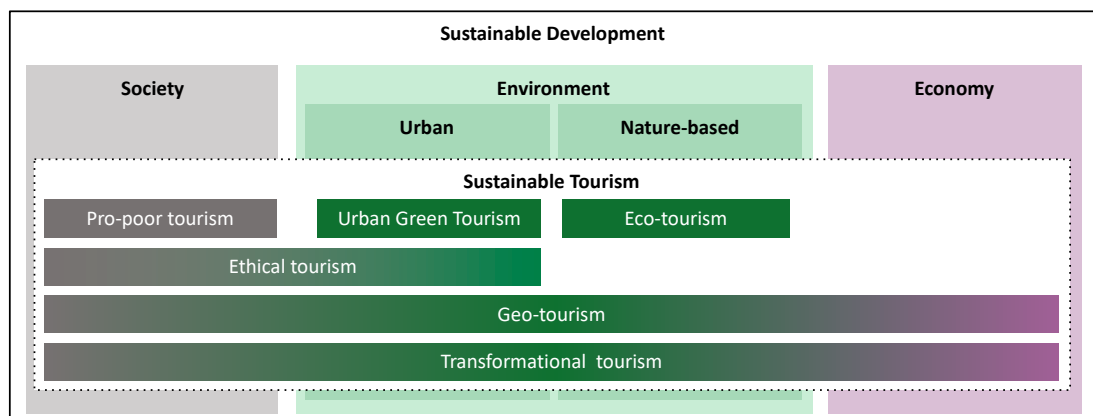 Sustainable Development
Society
Environment
Economy
Urban
Nature-based
Sustainable Tourism
Pro-poor tourism
Urban Green Tourism
Eco-tourism
Ethical tourism
Geo-tourism
Transformational tourism